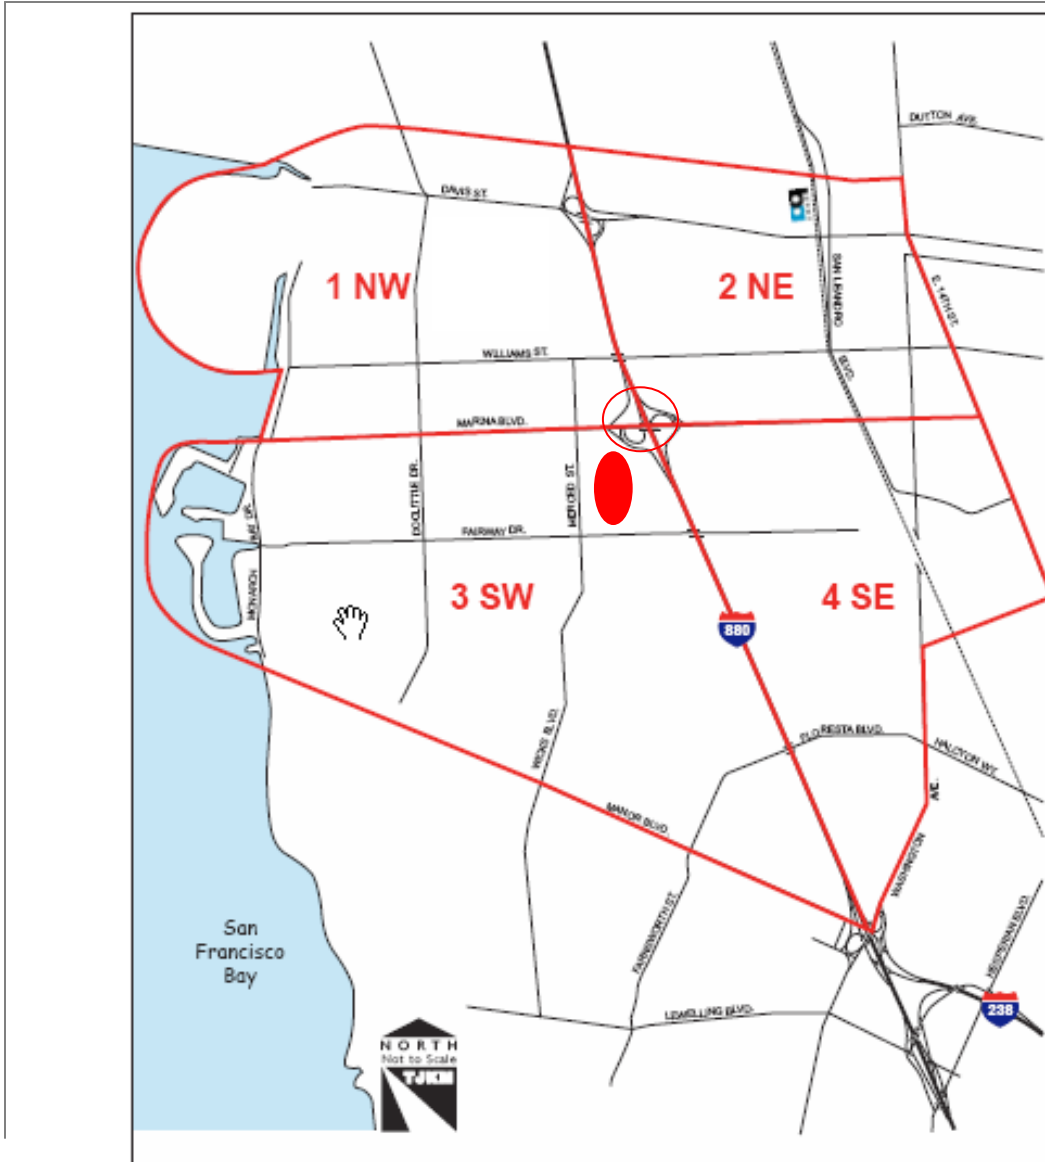 DUTTON AVE.
DAVIS ST.
1 NW
2 NE
SAN LEANDRO
BLVD.
E. 14TH ST.
WILLIAMS ST.
MARINA BLVD.
DOOLITTLE DR.
MERCED ST.
FAIRWAY DR.
MONARCH
BAY DR.
3 SW
4 SE
880
WICKS BLVD.
FLORESTA BLVD.
HALCYON WY.
MANOR BLVD.
AVE.
WASHINGTON
FARNSWORTH ST.
HESPERIAN BLVD.
San
Francisco
Bay
LEWELLING BLVD.
238
NORTH
Not to Scale
TJKM